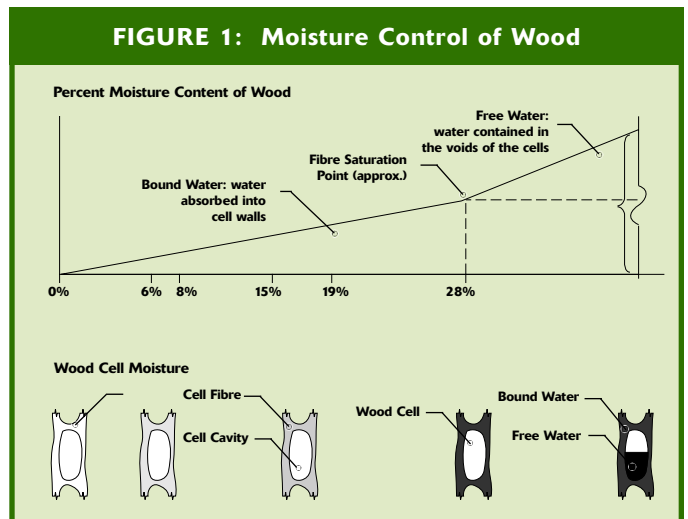 FIGURE 1: Moisture Control of Wood
Percent Moisture Content of Wood
Free Water:
water contained in
the voids of the cells
Fibre Saturation
Point (approx.)
Bound Water: water
absorbed into
cell walls
0% 6% 8% 15% 19% 28%
Wood Cell Moisture
Cell Fibre
Cell Cavity
Wood Cell
Bound Water
Free Water